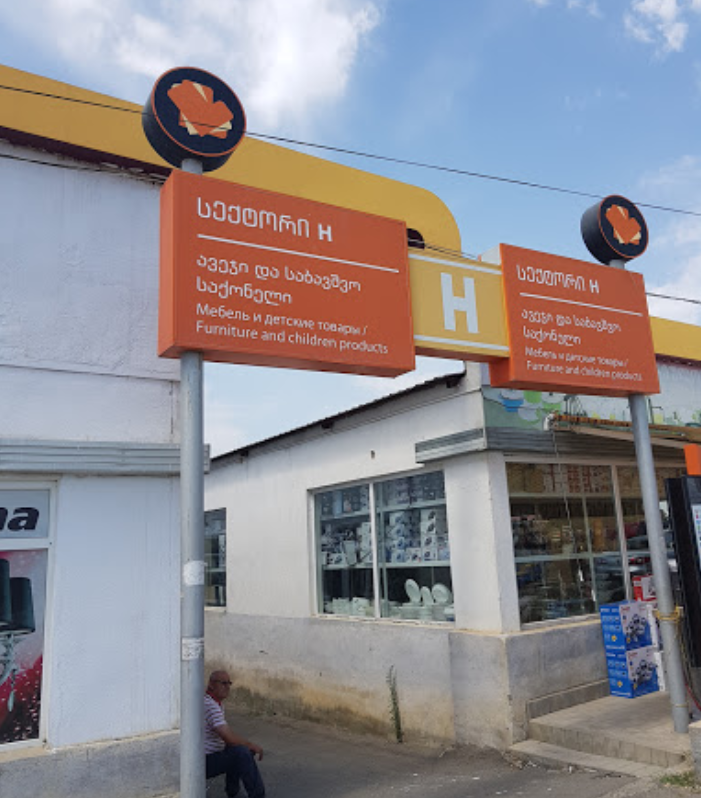 სექტორი H
ავეჯი და საბავშვო
საქონელი
Мебель и детские товары /
Furniture and children products
H
სექტორი H
ავეჯი და საბავშვო
საქონელი
Мебель и детские товары /
Furniture and children products
na